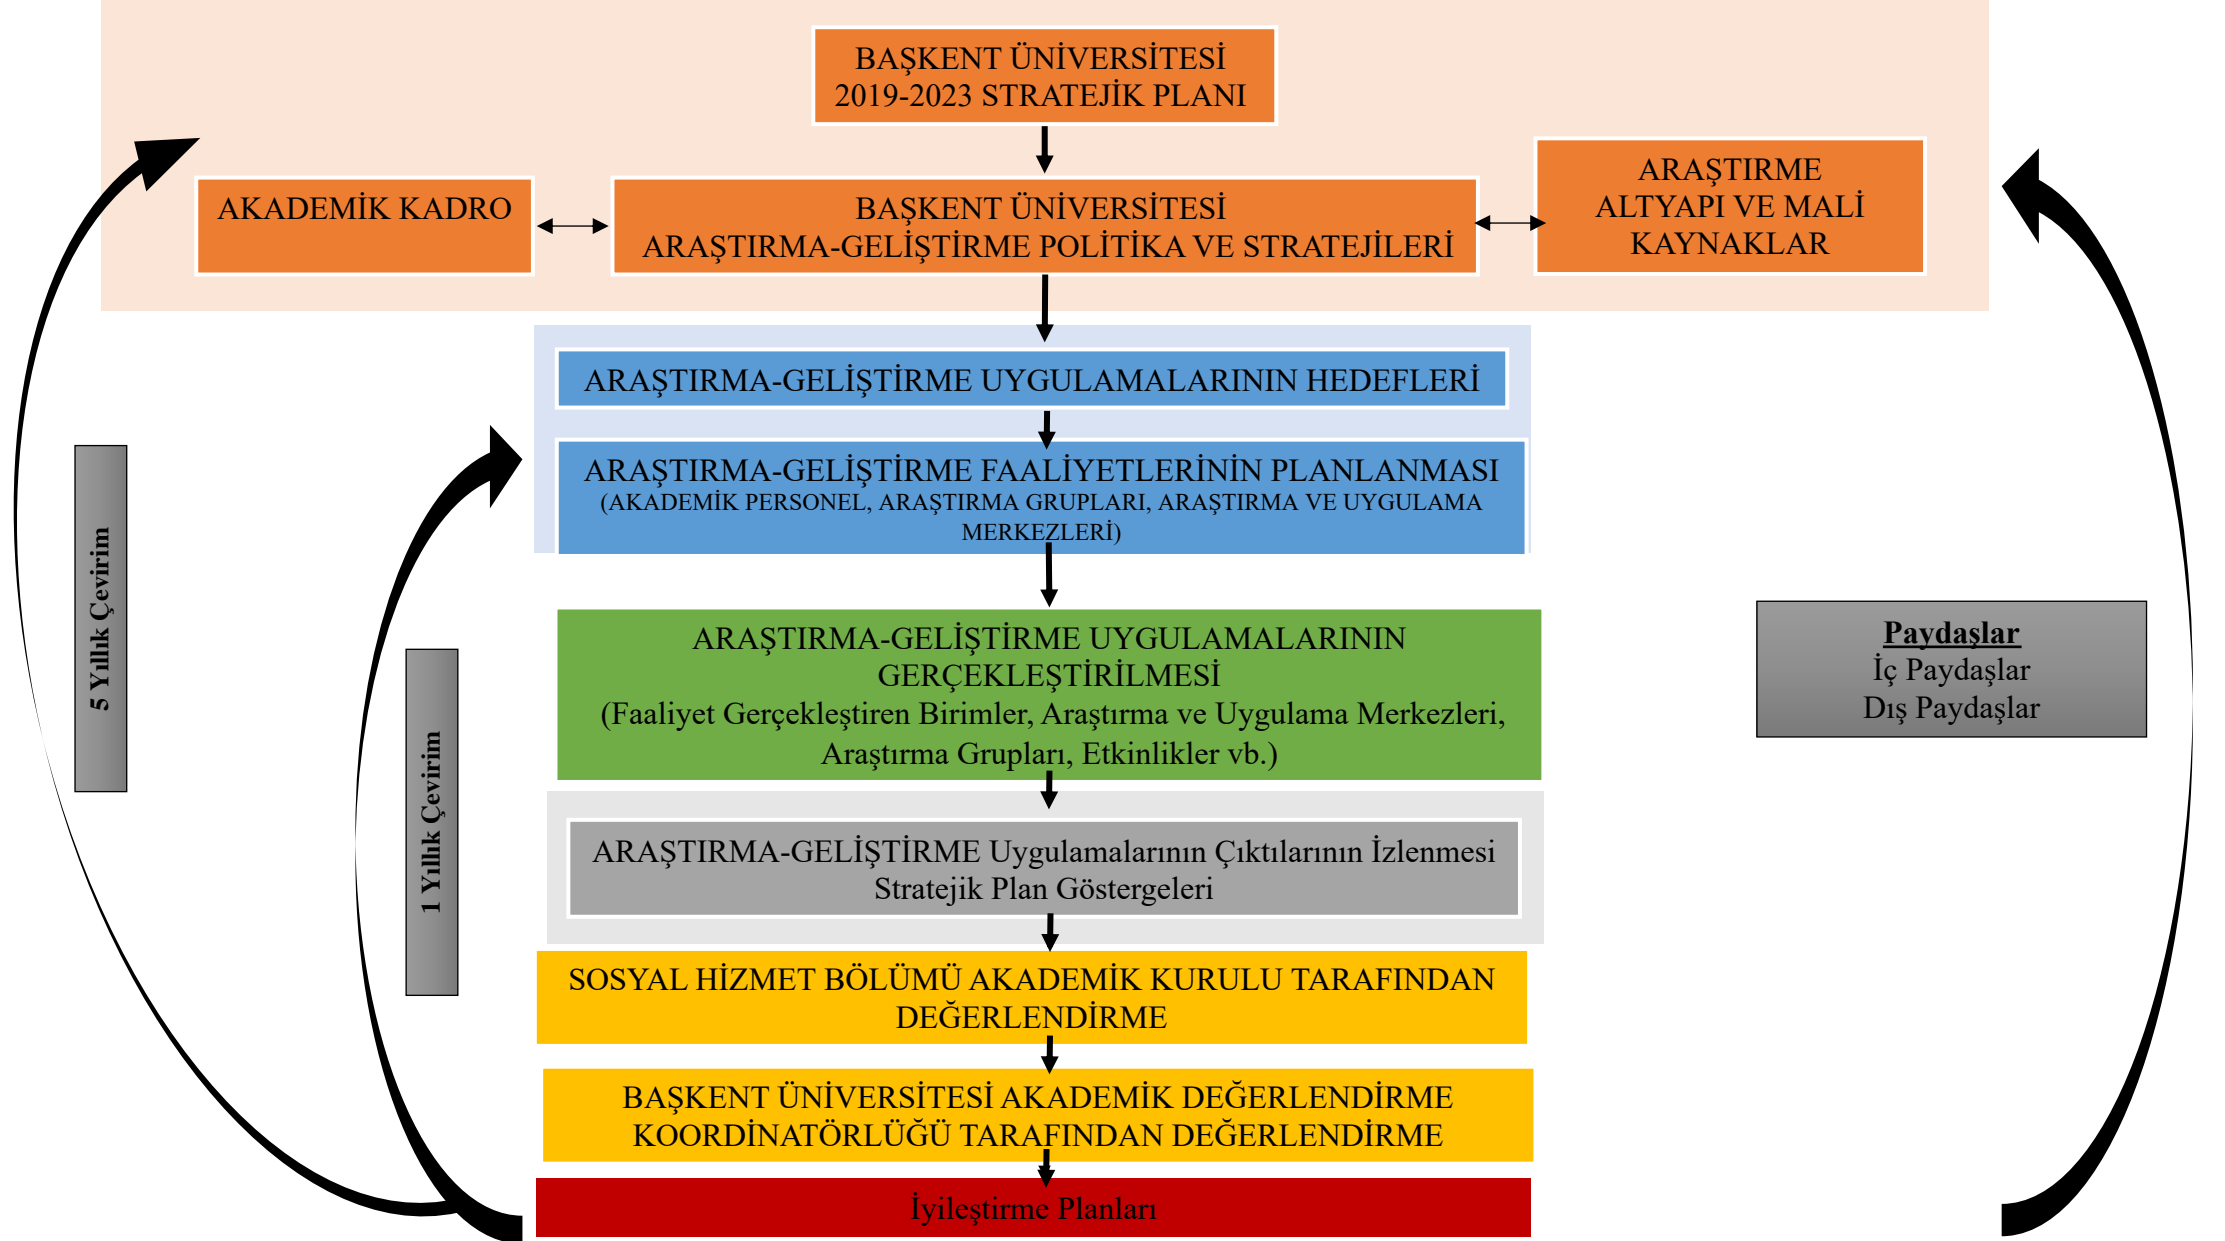 BAŞKENT ÜNİVERSİTESİ
2019-2023 STRATEJİK PLANI
AKADEMİK KADRO
BAŞKENT ÜNİVERSİTESİ
ARAŞTIRMA-GELİŞTİRME POLİTİKA VE STRATEJİLERİ
ARAŞTIRME
ALTYAPI VE MALİ
KAYNAKLAR
ARAŞTIRMA-GELİŞTİRME UYGULAMALARININ HEDEFLERİ
ARAŞTIRMA-GELİŞTİRME FAALİYETLERİNİN PLANLANMASI
(AKADEMİK PERSONEL, ARAŞTIRMA GRUPLARI, ARAŞTIRMA VE UYGULAMA
MERKEZLERİ)
5 Yıllık Çevirim
1 Yıllık Çevirim
ARAŞTIRMA-GELİŞTİRME UYGULAMALARININ
GERÇEKLEŞTİRİLMESİ
(Faaliyet Gerçekleştiren Birimler, Araştırma ve Uygulama Merkezleri,
Araştırma Grupları, Etkinlikler vb.)
Paydaşlar
İç Paydaşlar
Dış Paydaşlar
ARAŞTIRMA-GELİŞTİRME Uygulamalarının Çıktılarının İzlenmesi
Stratejik Plan Göstergeleri
SOSYAL HİZMET BÖLÜMÜ AKADEMİK KURULU TARAFINDAN
DEĞERLENDİRME
BAŞKENT ÜNİVERSİTESİ AKADEMİK DEĞERLENDİRME
KOORDİNATÖRLÜĞÜ TARAFINDAN DEĞERLENDİRME
İyileştirme Planları